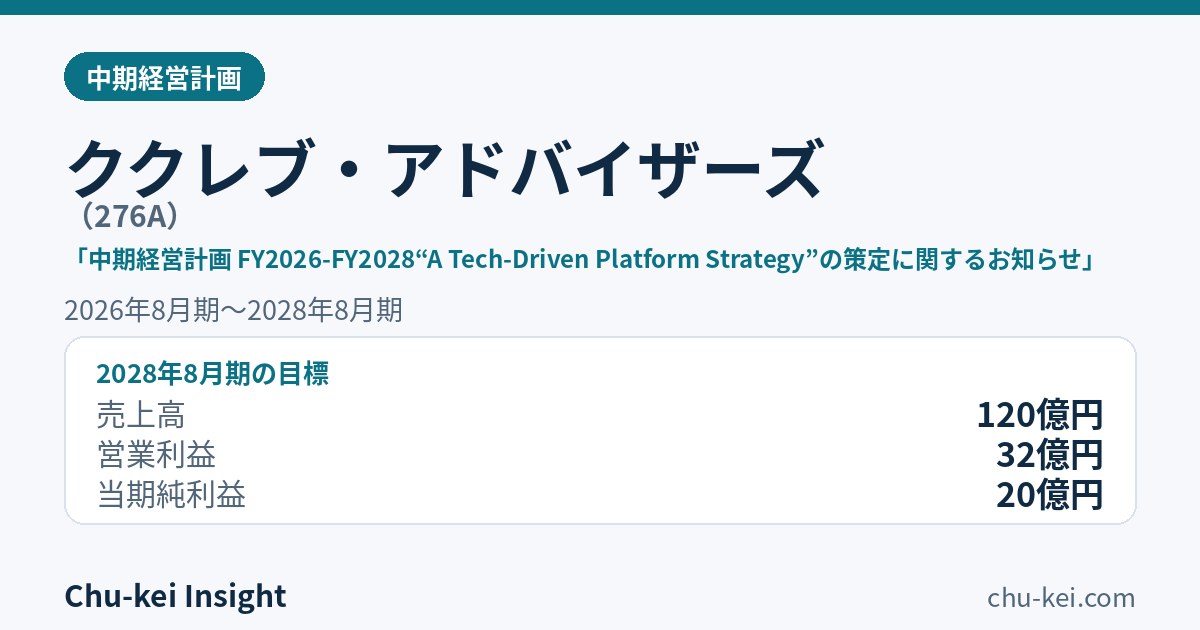 中期経営計画
ククレブ・アドバイザーズ
（276A）
「中期経営計画 FY2026-FY2028“A Tech-Driven Platform Strategy”の策定に関するお知らせ」
2026年8月期〜2028年8月期
2028年8月期の目標
売上高 120億円
営業利益 32億円
当期純利益 20億円
Chu-kei Insight chu-kei.com